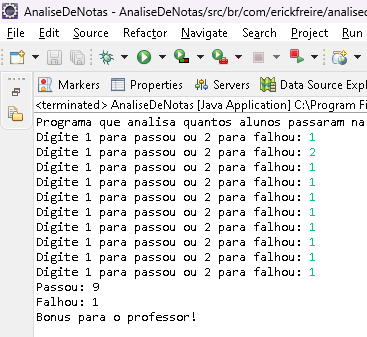 AnaliseDeNotas - AnaliseDeNotas/src/br/com/erickfreire/analised
File Edit Source Refactor Navigate Search Project
Markers Properties Servers Data Source Expl
<terminated> AnaliseDeNotas [Java Application] C:\Program Fi
Programa que analisa quantos alunos passaram na
Digite 1 para passou ou 2 para falhou: 1
Digite 1 para passou ou 2 para falhou: 2
Digite 1 para passou ou 2 para falhou: 1
Digite 1 para passou ou 2 para falhou: 1
Digite 1 para passou ou 2 para falhou: 1
Digite 1 para passou ou 2 para falhou: 1
Digite 1 para passou ou 2 para falhou: 1
Digite 1 para passou ou 2 para falhou: 1
Digite 1 para passou ou 2 para falhou: 1
Digite 1 para passou ou 2 para falhou: 1
Passou: 9
Falhou: 1
Bonus para o professor!